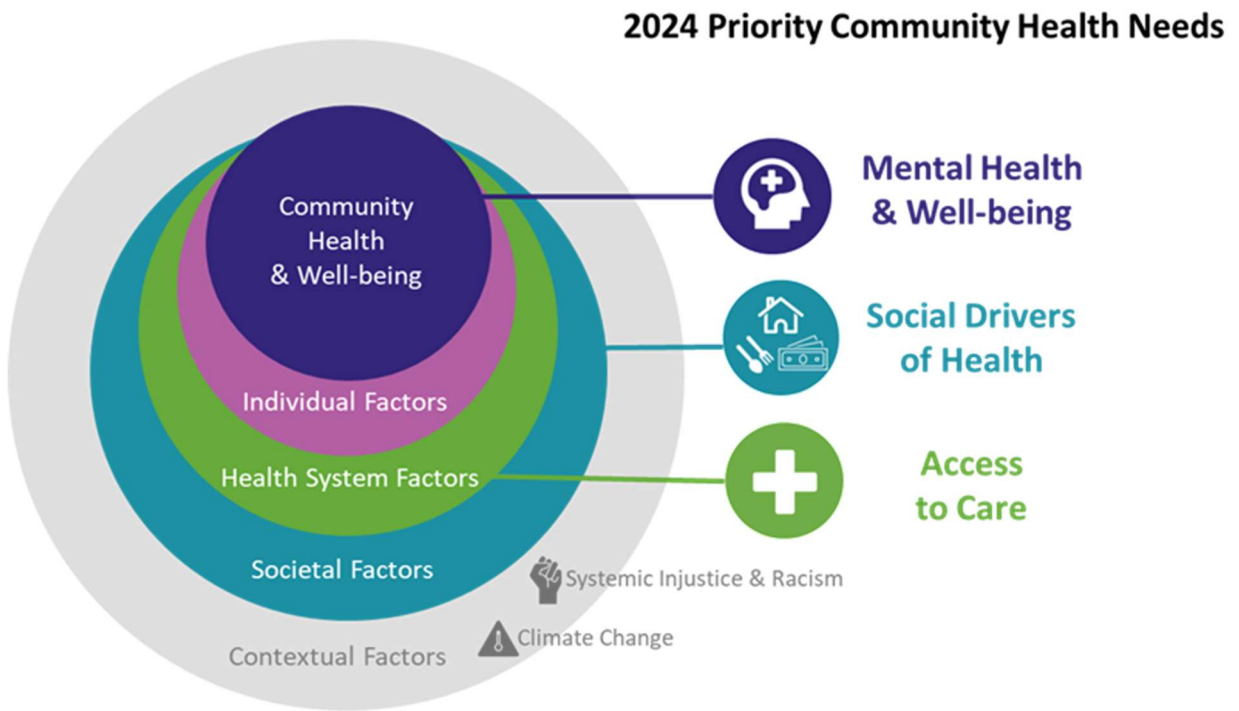 2024 Priority Community Health Needs
Community
Health
& Well-being
Individual Factors
Health System Factors
Societal Factors
Contextual Factors
Systemic Injustice & Racism
Climate Change
Mental Health
& Well-being
Social Drivers
of Health
Access
to Care